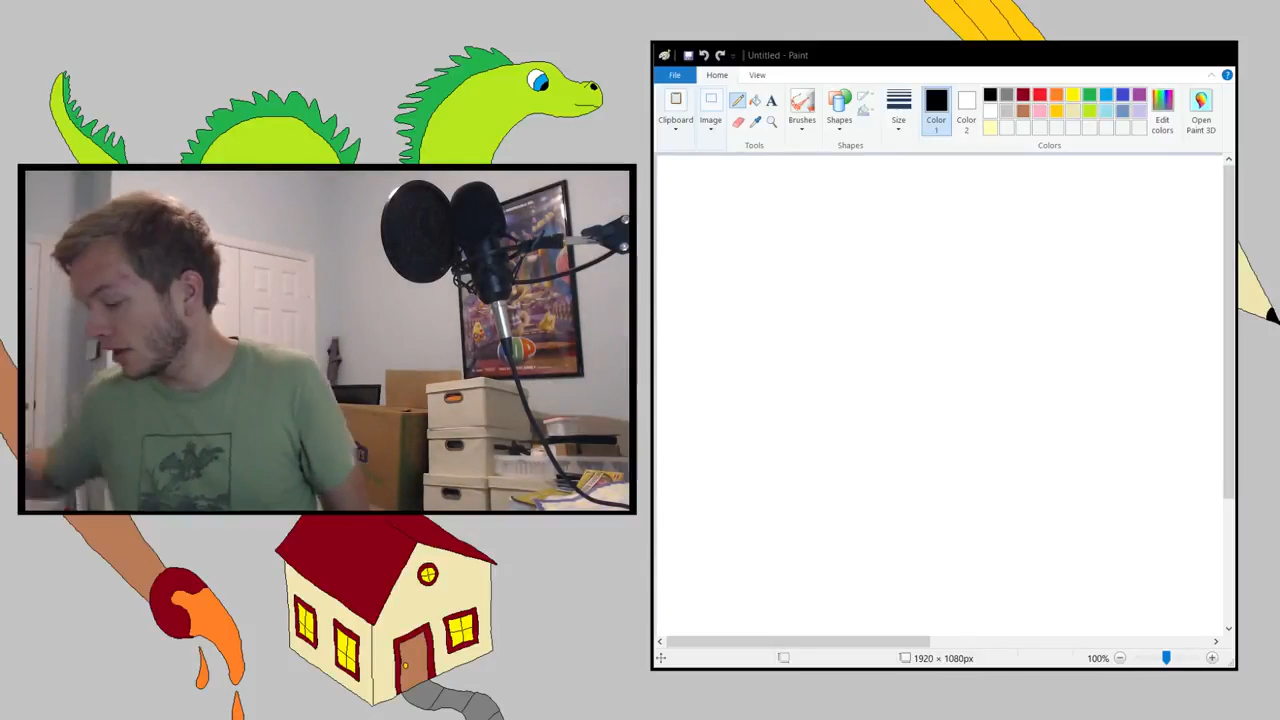 Untitled - Paint
File Home View
Clipboard Image Brushes Shapes Size Color 1 Color 2 Edit colors Open Paint 3D
Tools Shapes Colors
1920 × 1080px 100%